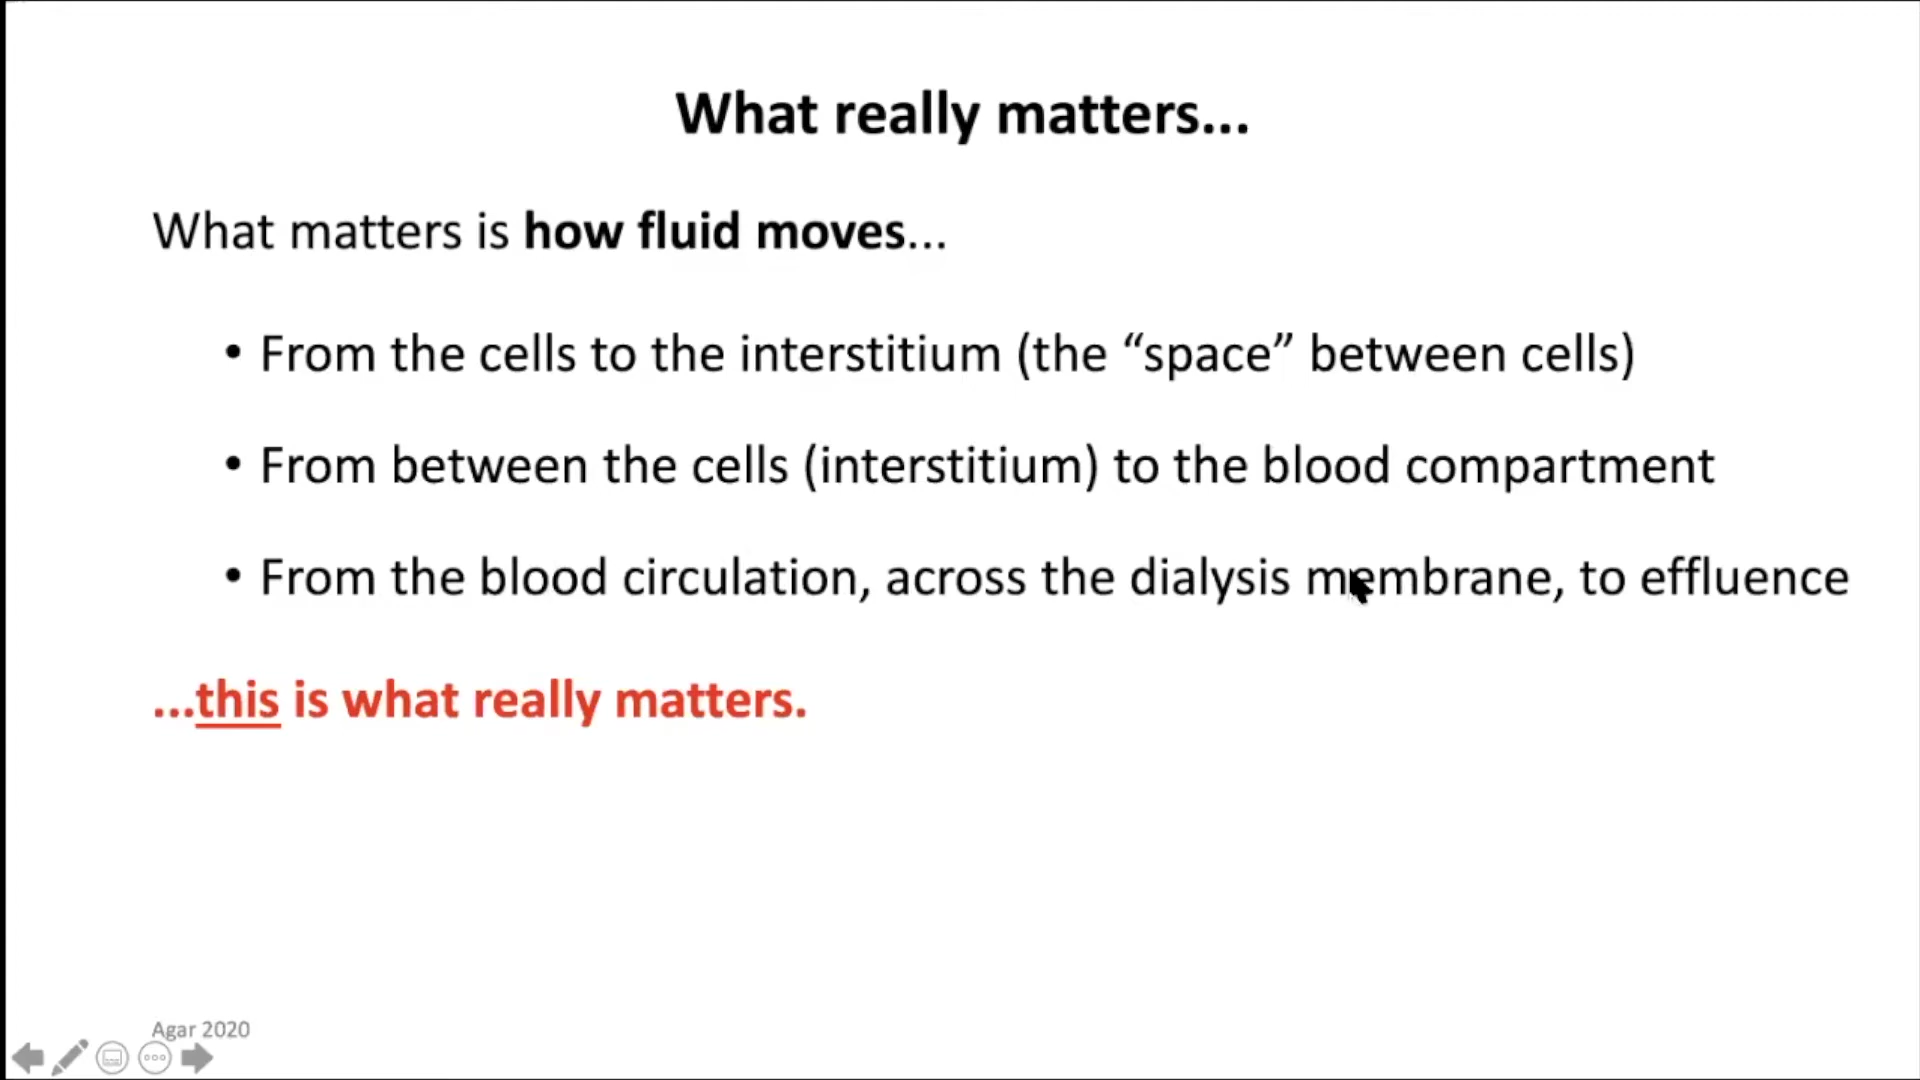 What really matters...
What matters is how fluid moves...
• From the cells to the interstitium (the “space” between cells)
• From between the cells (interstitium) to the blood compartment
• From the blood circulation, across the dialysis membrane, to effluence
...this is what really matters.
Agar 2020